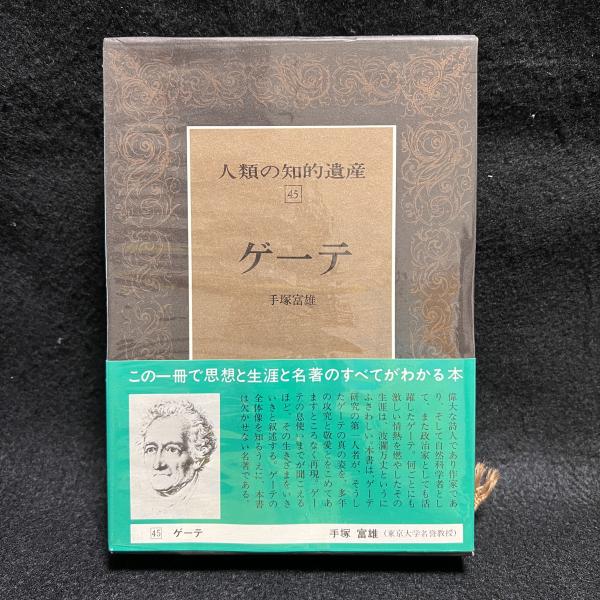 人類の知的遺産
45
ゲーテ
手塚富雄
この一冊で思想と生涯と名著のすべてがわかる本
偉大な詩人であり作家であ
り、そして自然科学者とし
て、また政治家としても活
躍したゲーテ。何ごとにも
激しい情熱を燃やしたその
生涯は、波瀾万丈というに
ふさわしい。本書は、ゲーテ
研究の第一人者が、そうし
たゲーテの真の姿を、多年
の攻究と敬愛とをこめてあ
ますところなく再現。ゲー
テの息使いまでが聞こえる
ほど、その生きざまをいき
いきと叙述する。ゲーテの
全体像を知るうえに、本書
は欠かせない名著である。
45 ゲーテ
手塚 富雄（東京大学名誉教授）